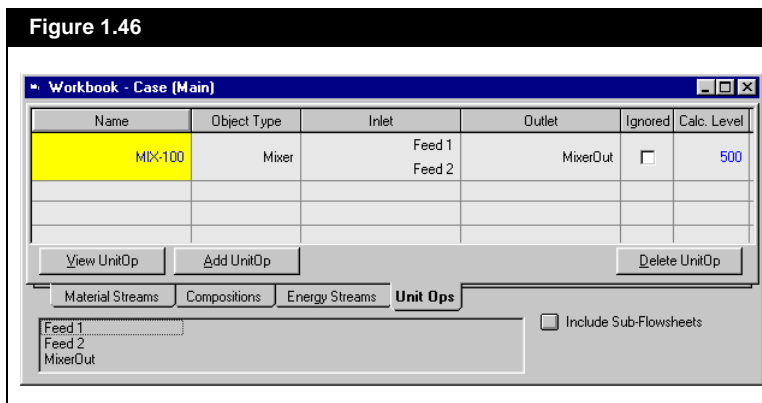 Figure 1.46
Workbook - Case (Main)
Name Object Type Inlet Outlet Ignored Calc. Level
MIX-100 Mixer Feed 1 MixerOut 500
Feed 2
View UnitOp Add UnitOp Delete UnitOp
Material Streams Compositions Energy Streams Unit Ops
Feed 1 Include Sub-Flowsheets
Feed 2
MixerOut